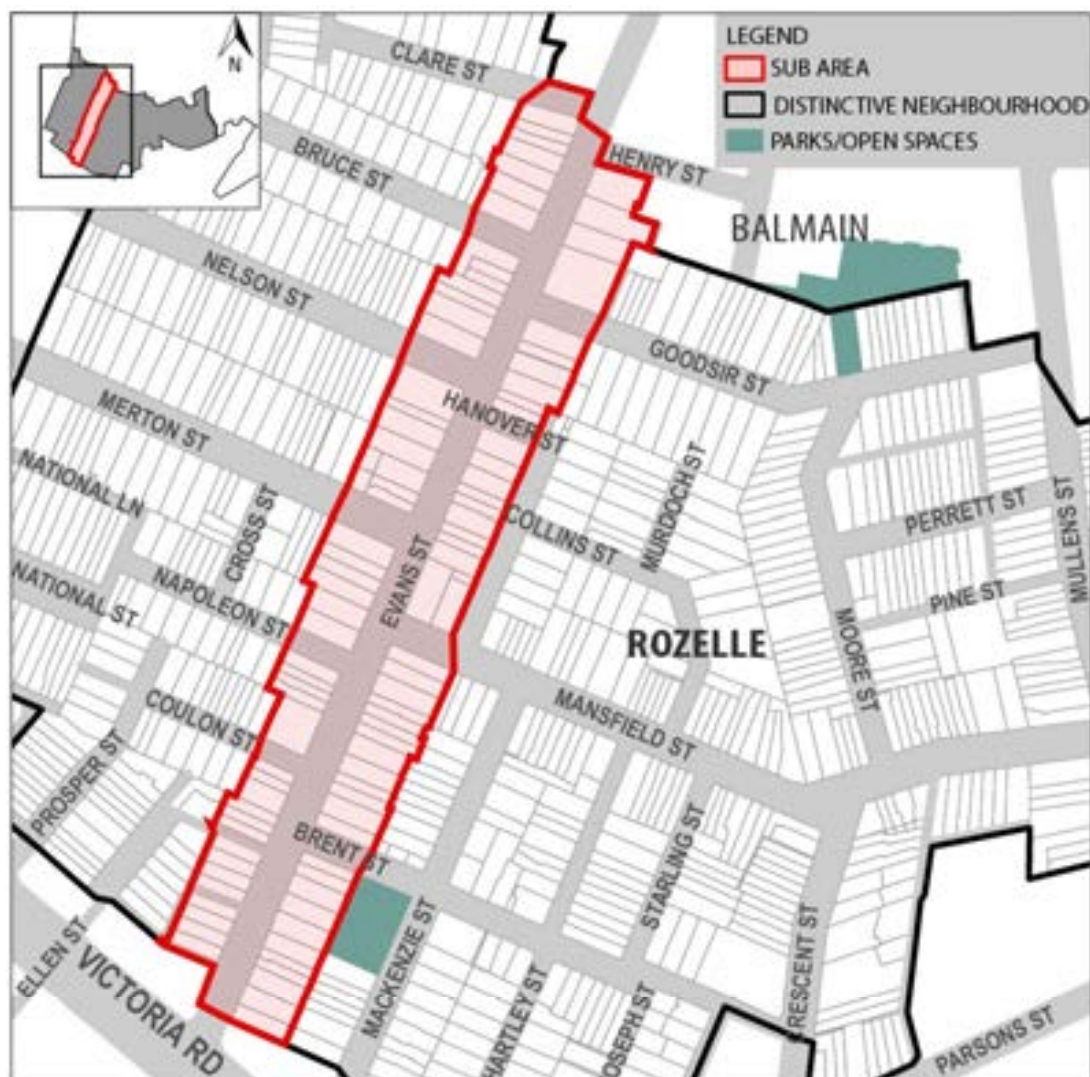 LEGEND
SUB AREA
DISTINCTIVE NEIGHBOURHOOD
PARKS/OPEN SPACES
N
CLARE ST
BRUCE ST
HENRY ST
BALMAIN
NELSON ST
GOODSIR ST
MERTON ST
HANOVER ST
NATIONAL LN
CROSS ST
COLLINS ST
MURDOCH ST
PERRETT ST
MULLENS ST
NATIONAL ST
NAPOLEON ST
EVANS ST
PINE ST
ROZELLE
MOORE ST
COULON ST
MANSFIELD ST
PROSPER ST
BRENT ST
STARLING ST
ELLEN ST
VICTORIA RD
MACKENZIE ST
HARTLEY ST
OSEPH ST
RESCENT ST
PARSONS ST